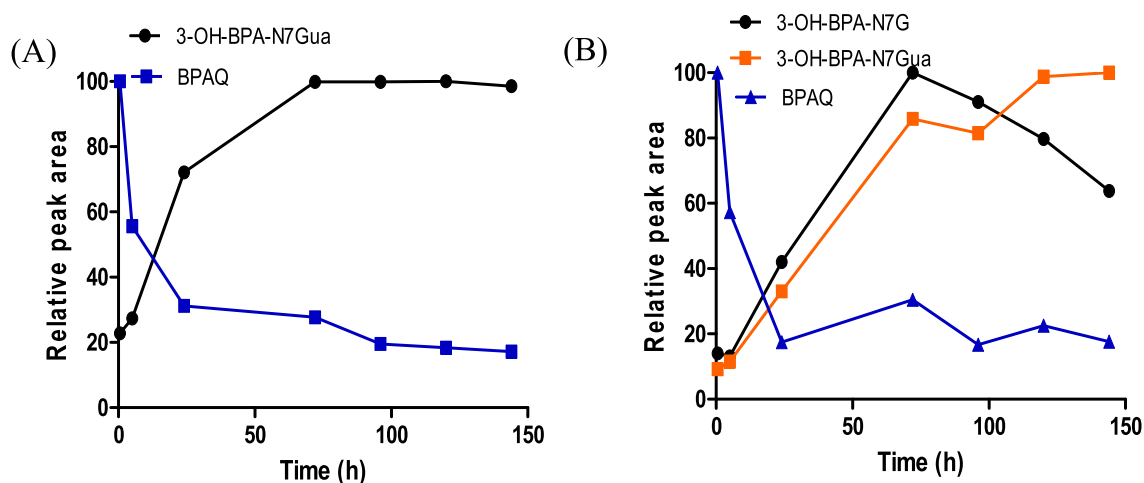 (A)
3-OH-BPA-N7Gua
BPAQ
Relative peak area
100
80
60
40
20
0
0 50 100 150
Time (h)
(B)
3-OH-BPA-N7G
3-OH-BPA-N7Gua
BPAQ
Relative peak area
100
80
60
40
20
0
0 50 100 150
Time (h)